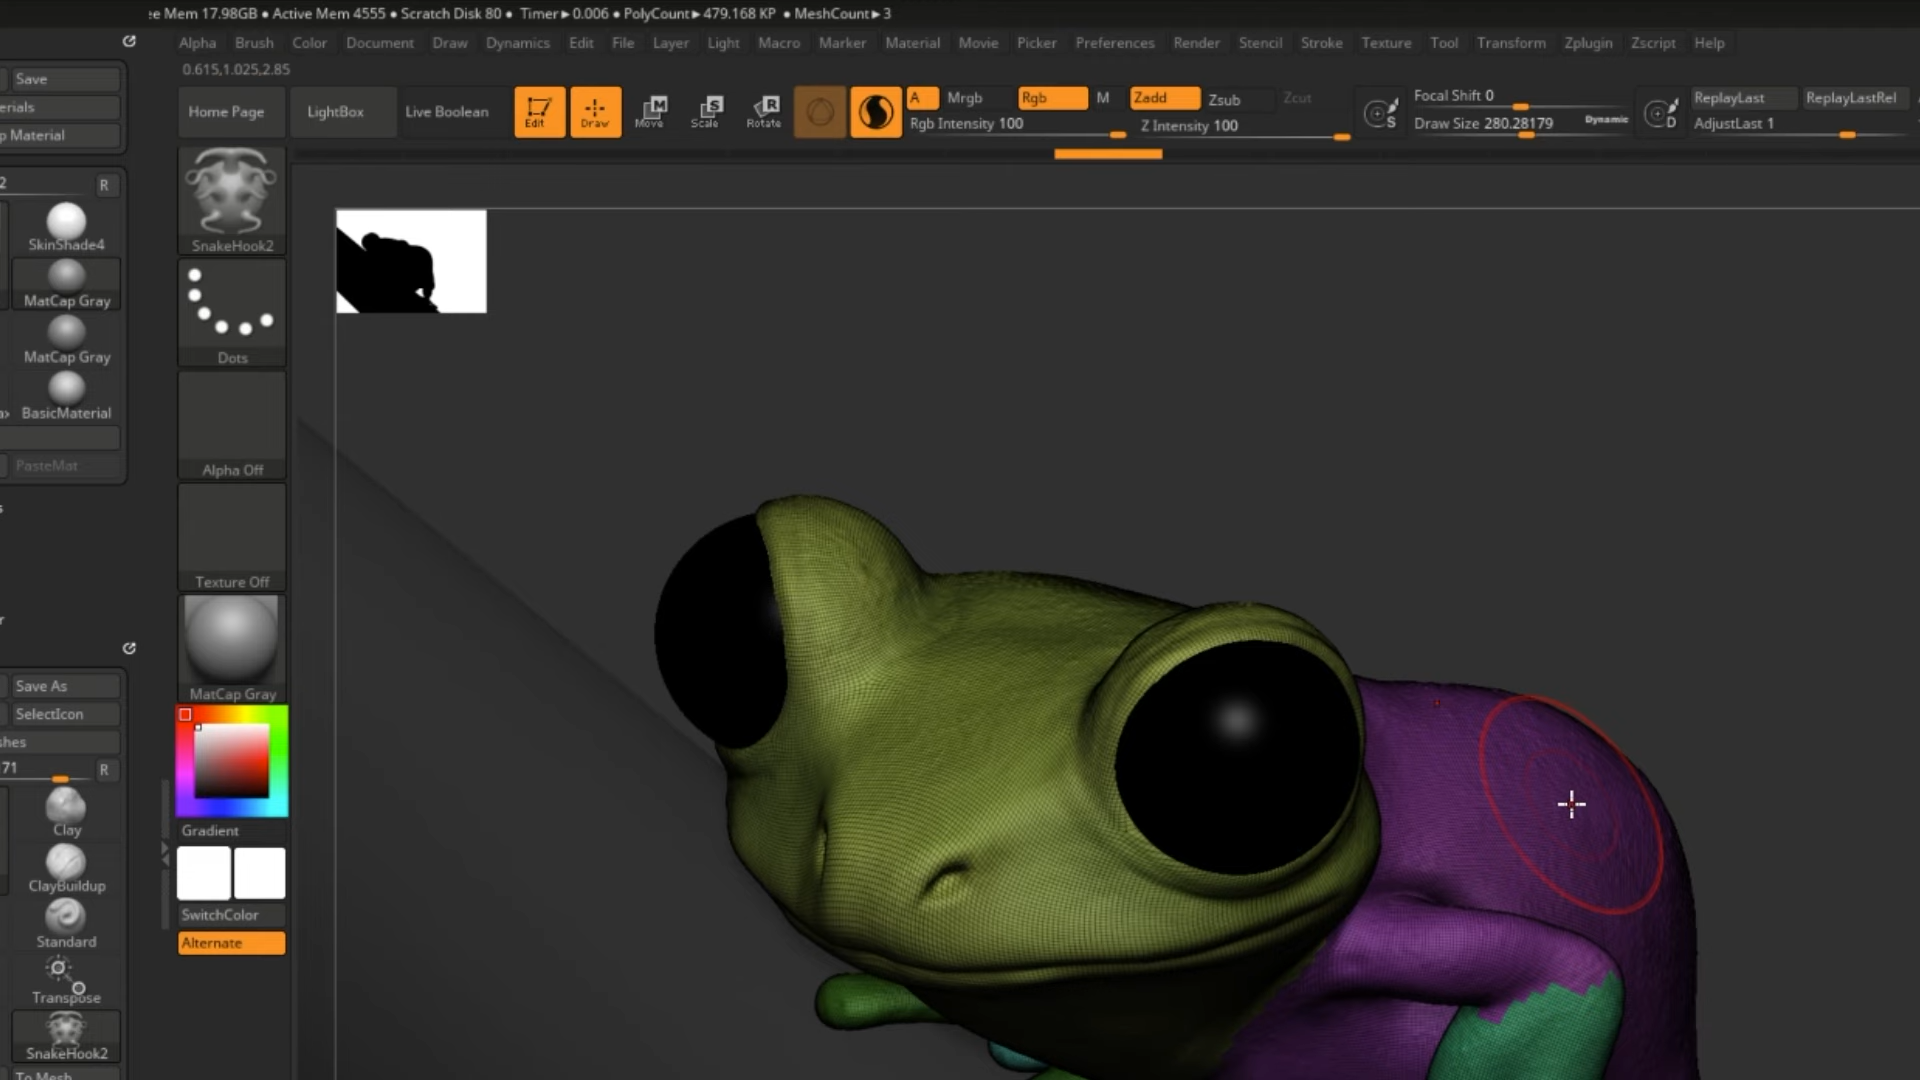 e Mem 17.98GB ● Active Mem 4555 ● Scratch Disk 80 ● Timer▸0.006 ● PolyCount▸479.168 KP ● MeshCount▸3
Alpha Brush Color Document Draw Dynamics Edit File Layer Light Macro Marker Material Movie Picker Preferences Render Stencil Stroke Texture Tool Transform Zplugin Zscript Help
0.615,1.025,2.85
Save
erials
p Material
Home Page
LightBox
Live Boolean
Edit
Draw
M
Move
S
Scale
R
Rotate
A Mrgb Rgb M Zadd Zsub Zcut
Rgb Intensity 100
Z Intensity 100
S
Focal Shift 0
Draw Size 280.28179 Dynamic
D
ReplayLast ReplayLastRel
AdjustLast 1
2 R
SkinShade4
MatCap Gray
MatCap Gray
BasicMaterial
PasteMat
SnakeHook2
Dots
Alpha Off
Texture Off
MatCap Gray
Gradient
SwitchColor
Alternate
Save As
SelectIcon
shes
71 R
Clay
ClayBuildup
Standard
Transpose
SnakeHook2
To Mesh